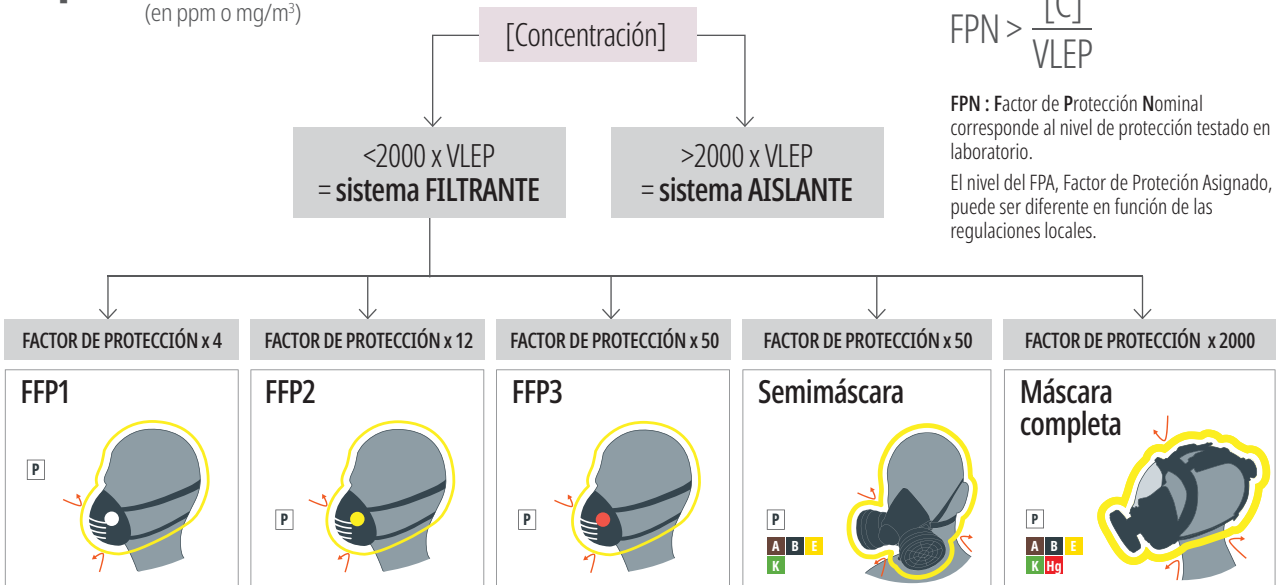 (en ppm o mg/m³)
[Concentración]
[C]
FPN >
VLEP
FPN : Factor de Protección Nominal
corresponde al nivel de protección testado en
laboratorio.
El nivel del FPA, Factor de Proteción Asignado,
puede ser diferente en función de las
regulaciones locales.
<2000 x VLEP
= sistema FILTRANTE
>2000 x VLEP
= sistema AISLANTE
FACTOR DE PROTECCIÓN x 4
FACTOR DE PROTECCIÓN x 12
FACTOR DE PROTECCIÓN x 50
FACTOR DE PROTECCIÓN x 50
FACTOR DE PROTECCIÓN x 2000
FFP1
P
FFP2
P
FFP3
P
Semimáscara
P
A B E
K
Máscara
completa
P
A B E
K Hg